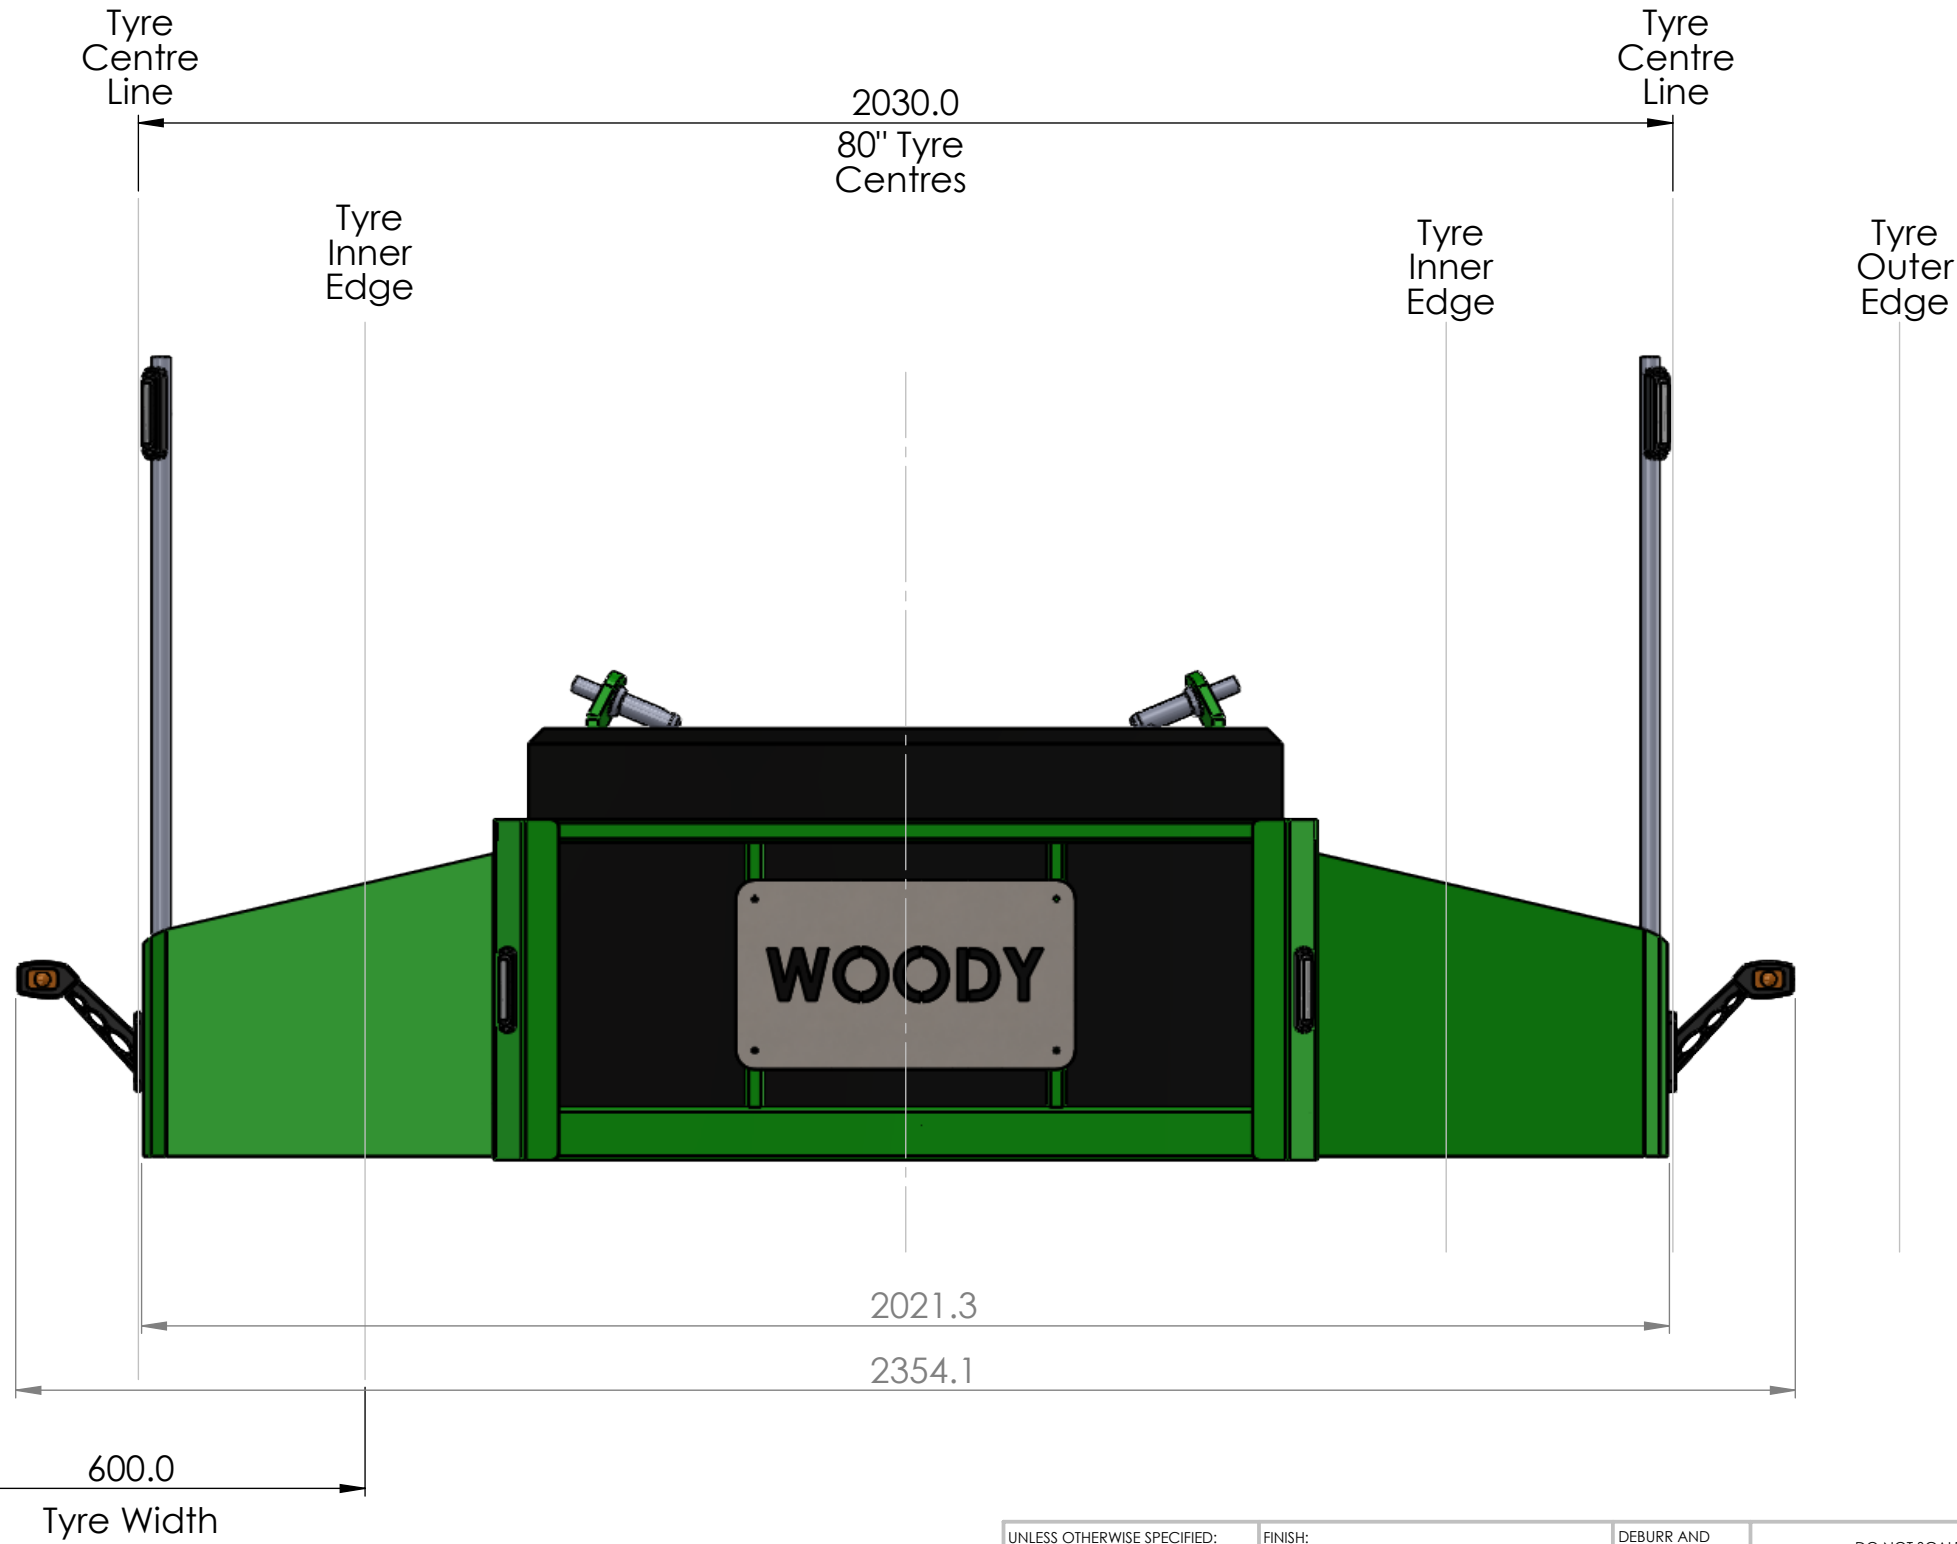 Tyre
Centre
Line
Tyre
Centre
Line
2030.0
80" Tyre
Centres
Tyre
Inner
Edge
Tyre
Inner
Edge
Tyre
Outer
Edge
WOODY
2021.3
2354.1
600.0
Tyre Width
UNLESS OTHERWISE SPECIFIED:
FINISH:
DEBURR AND